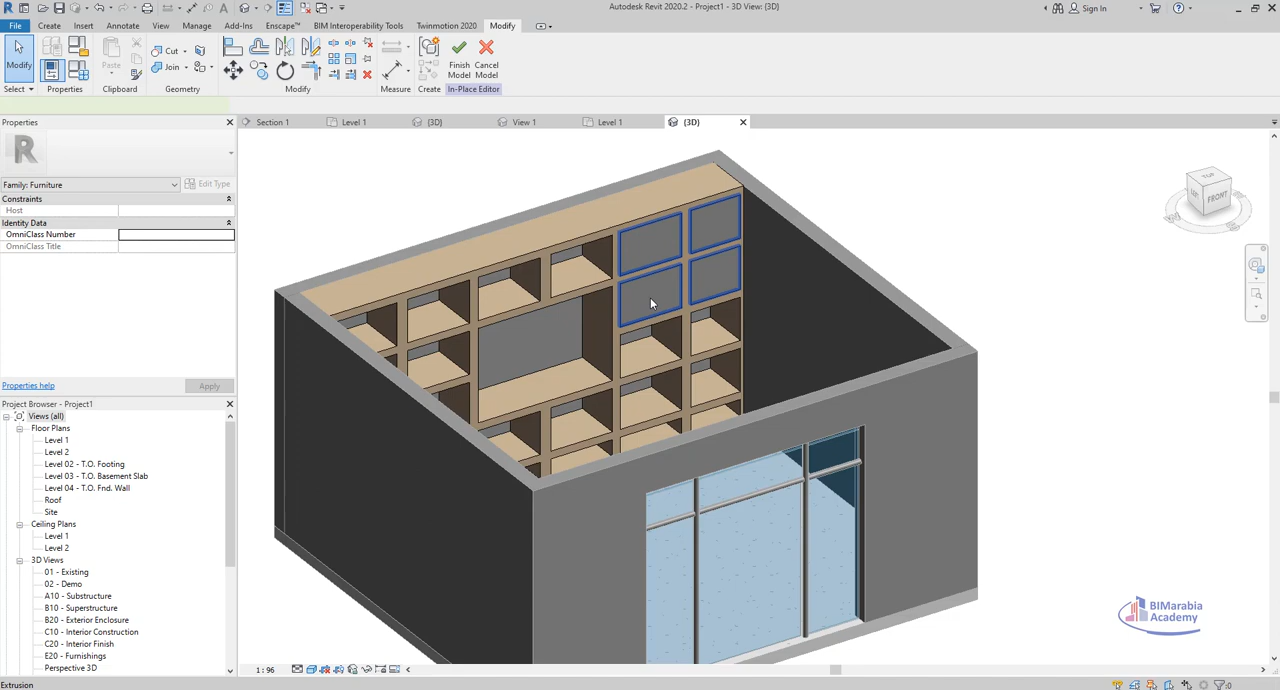 Autodesk Revit 2020.2 - Project1 - 3D View: {3D}
Sign In
File Create Insert Annotate View Manage Add-Ins Enscape™ BIM Interoperability Tools Twinmotion 2020 Modify
Modify
Paste
Cut
Join
Finish Model
Cancel Model
Select Properties Clipboard Geometry Modify Measure Create In-Place Editor
Properties
Section 1 Level 1 {3D} View 1 Level 1 {3D}
Family: Furniture
Edit Type
Constraints
Host
Identity Data
OmniClass Number
OmniClass Title
Properties help
Apply
Project Browser - Project1
Views (all)
Floor Plans
Level 1
Level 2
Level 02 - T.O. Footing
Level 03 - T.O. Basement Slab
Level 04 - T.O. Fnd. Wall
Roof
Site
Ceiling Plans
Level 1
Level 2
3D Views
01 - Existing
02 - Demo
A10 - Substructure
B10 - Superstructure
B20 - Exterior Enclosure
C10 - Interior Construction
C20 - Interior Finish
E20 - Furnishings
Perspective 3D
TOP
LEFT
FRONT
BIMarabia
Academy
1 : 96
Extrusion
:0